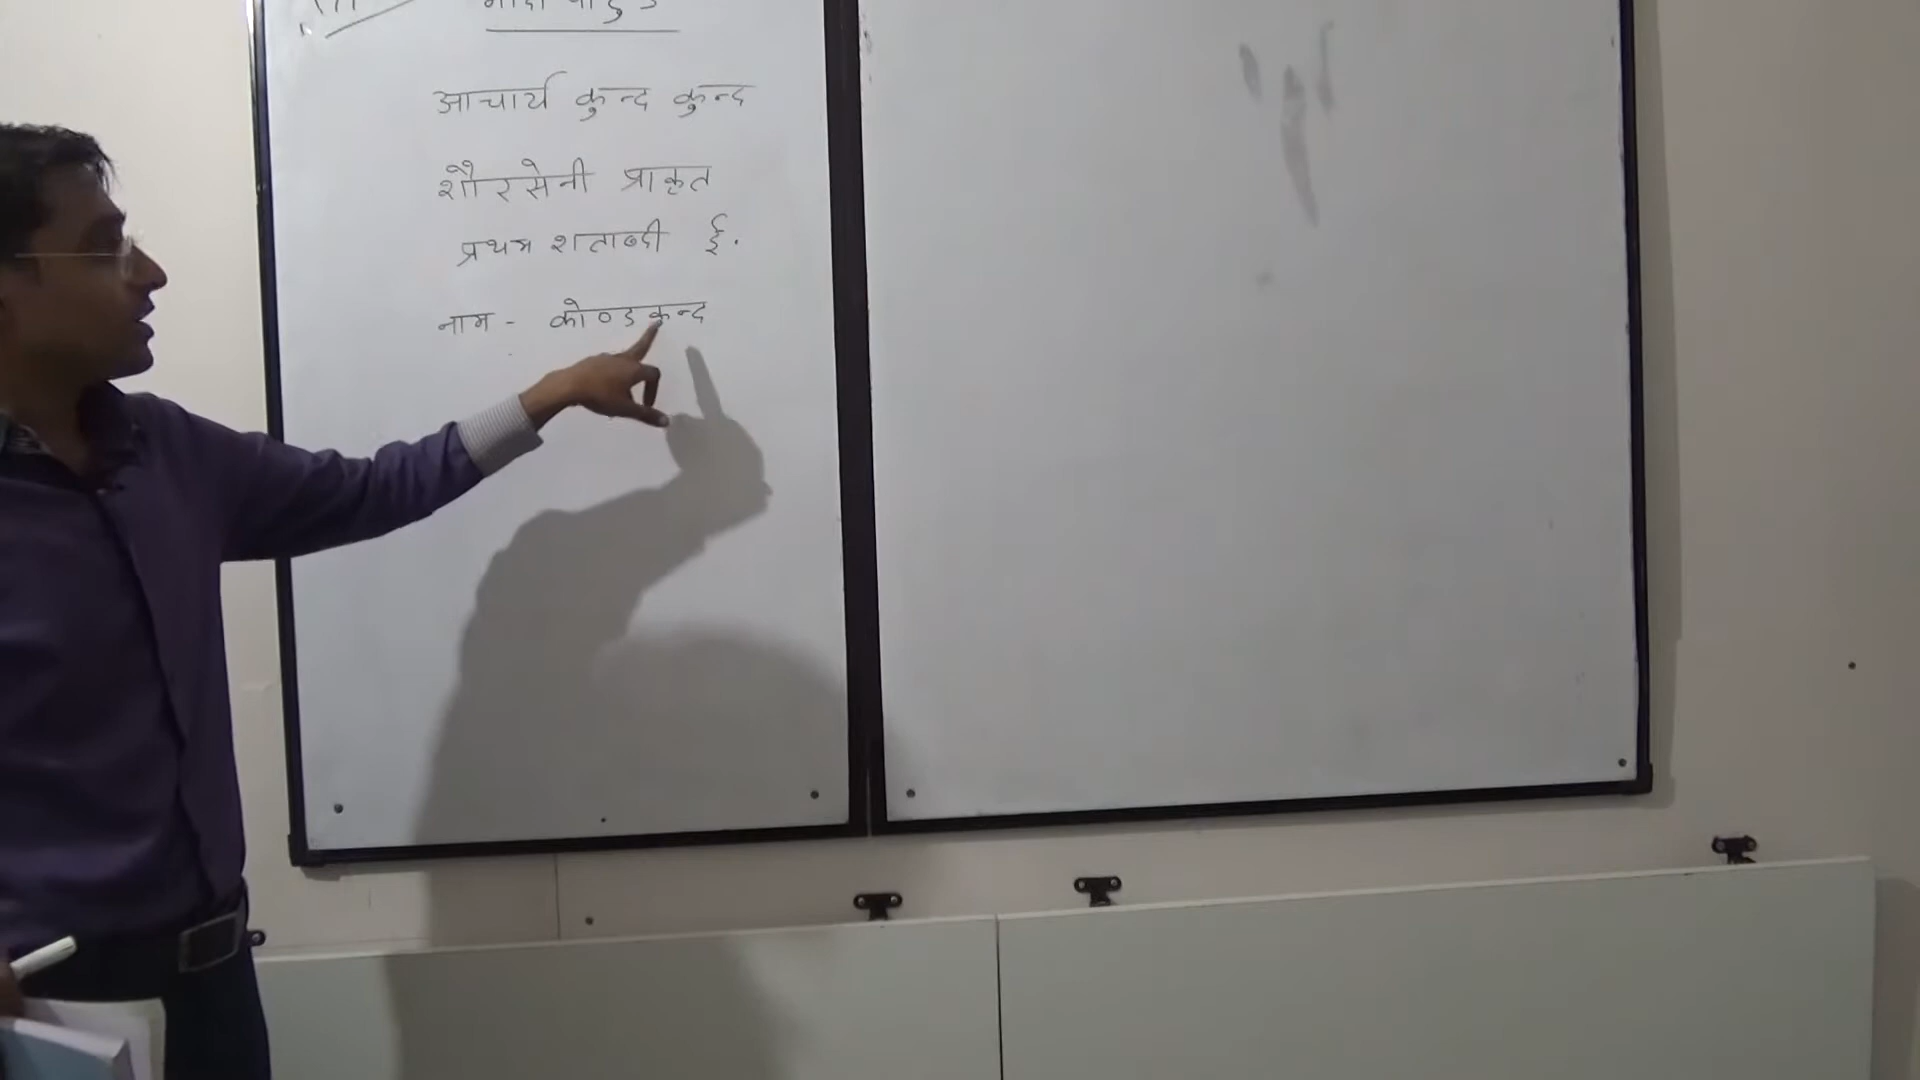 आचार्य कुन्द कुन्द
शौरसेनी प्राकृत
प्रथम शताब्दी ई.
नाम - कोण्डकुन्द